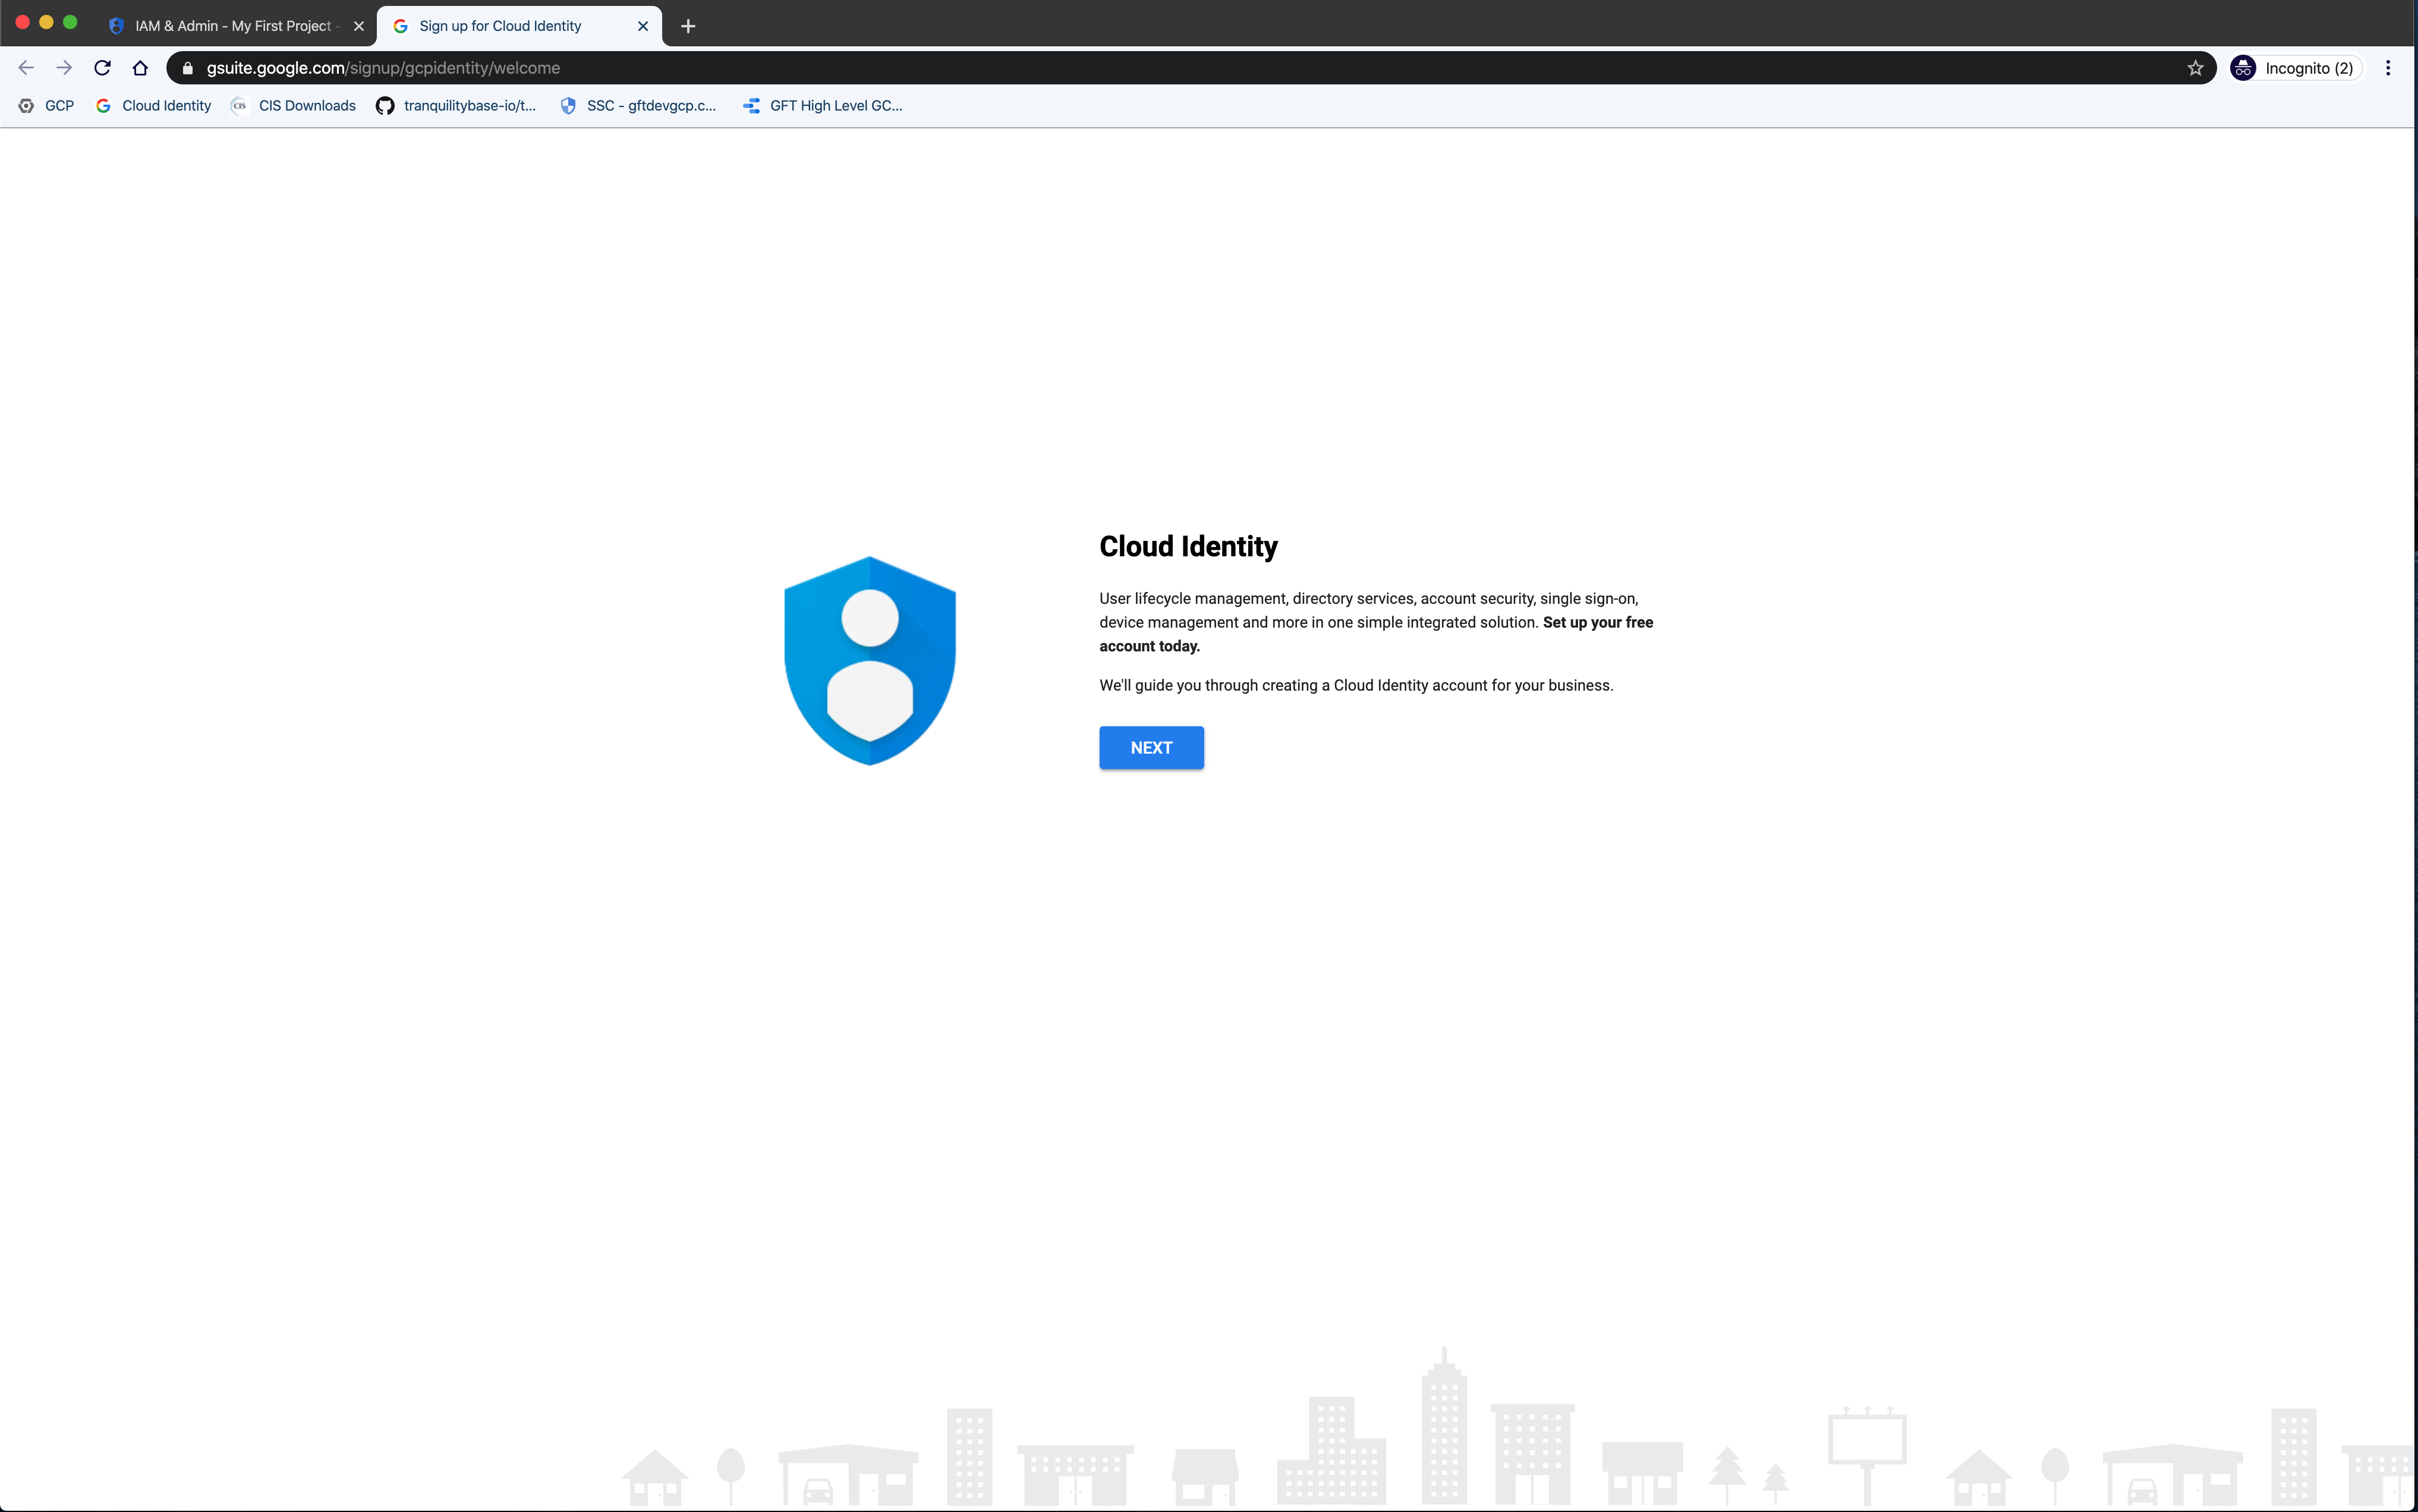 IAM & Admin - My First Project -
Sign up for Cloud Identity
gsuite.google.com/signup/gcpidentity/welcome
Incognito (2)
GCP
Cloud Identity
CIS
CIS Downloads
tranquilitybase-io/t...
SSC - gftdevgcp.c...
GFT High Level GC...
Cloud Identity
User lifecycle management, directory services, account security, single sign-on,
device management and more in one simple integrated solution. Set up your free
account today.
We'll guide you through creating a Cloud Identity account for your business.
NEXT